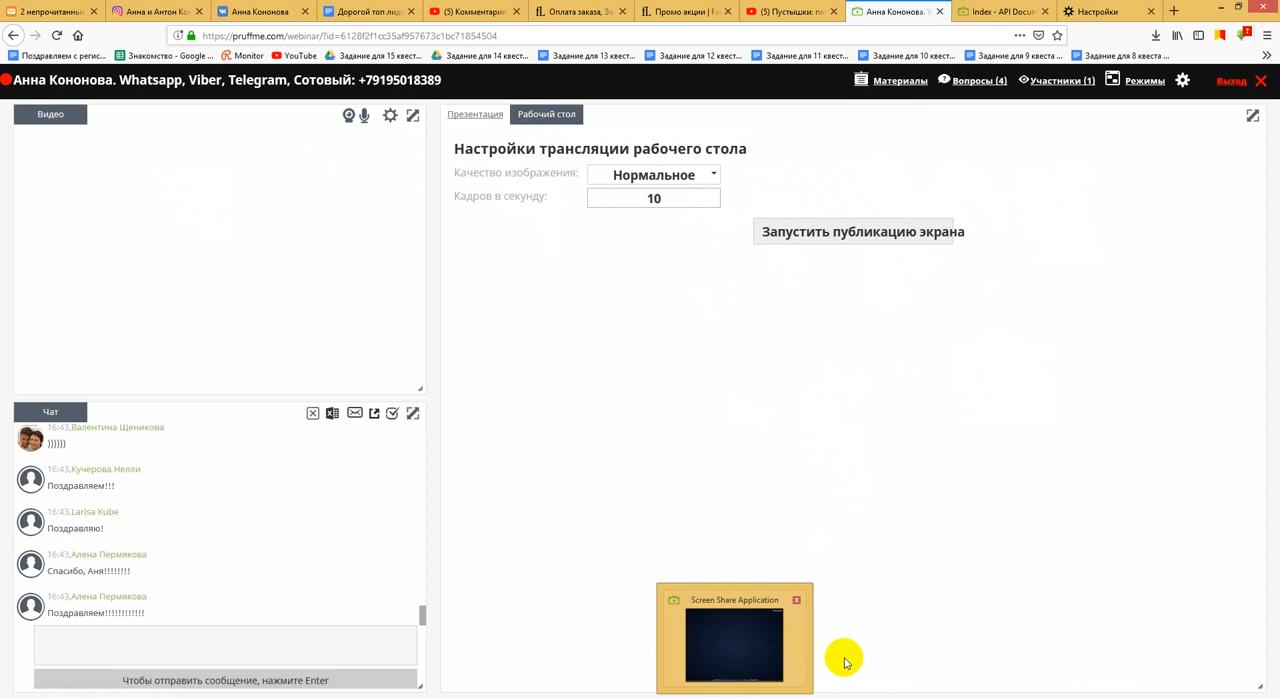 2 непрочитанны
Анна и Антон Ко
Анна Кононова
Дорогой топ лид
(5) Комментари
Оплата заказа, З
Промо акции | Fa
(5) Пустышки: п
Анна Кононова. W
Index - API Docum
Настройки
https://pruffme.com/webinar/?id=6128f2f1cc35af957673c1bc71854504
Поздравляем с регис...
Знакомство - Google ...
Monitor
YouTube
Задание для 15 квест...
Задание для 14 квест...
Задание для 13 квест...
Задание для 12 квест...
Задание для 11 квест...
Задание для 10 квест...
Задание для 9 квеста ...
Задание для 8 квеста ...
Анна Кононова. Whatsapp, Viber, Telegram, Сотовый: +79195018389
Материалы
Вопросы (4)
Участники (1)
Режимы
Выход
Видео
Презентация
Рабочий стол
Настройки трансляции рабочего стола
Качество изображения:
Нормальное
Кадров в секунду:
10
Запустить публикацию экрана
Чат
16:43,Валентина Щеникова
))))))
16:43,Кучерова Нелли
Поздравляем!!!
16:43,Larisa Kube
Поздравляю!
16:43,Алена Пермякова
Спасибо, Аня!!!!!!!!
16:43,Алена Пермякова
Поздравляем!!!!!!!!!!!!
Чтобы отправить сообщение, нажмите Enter
Screen Share Application